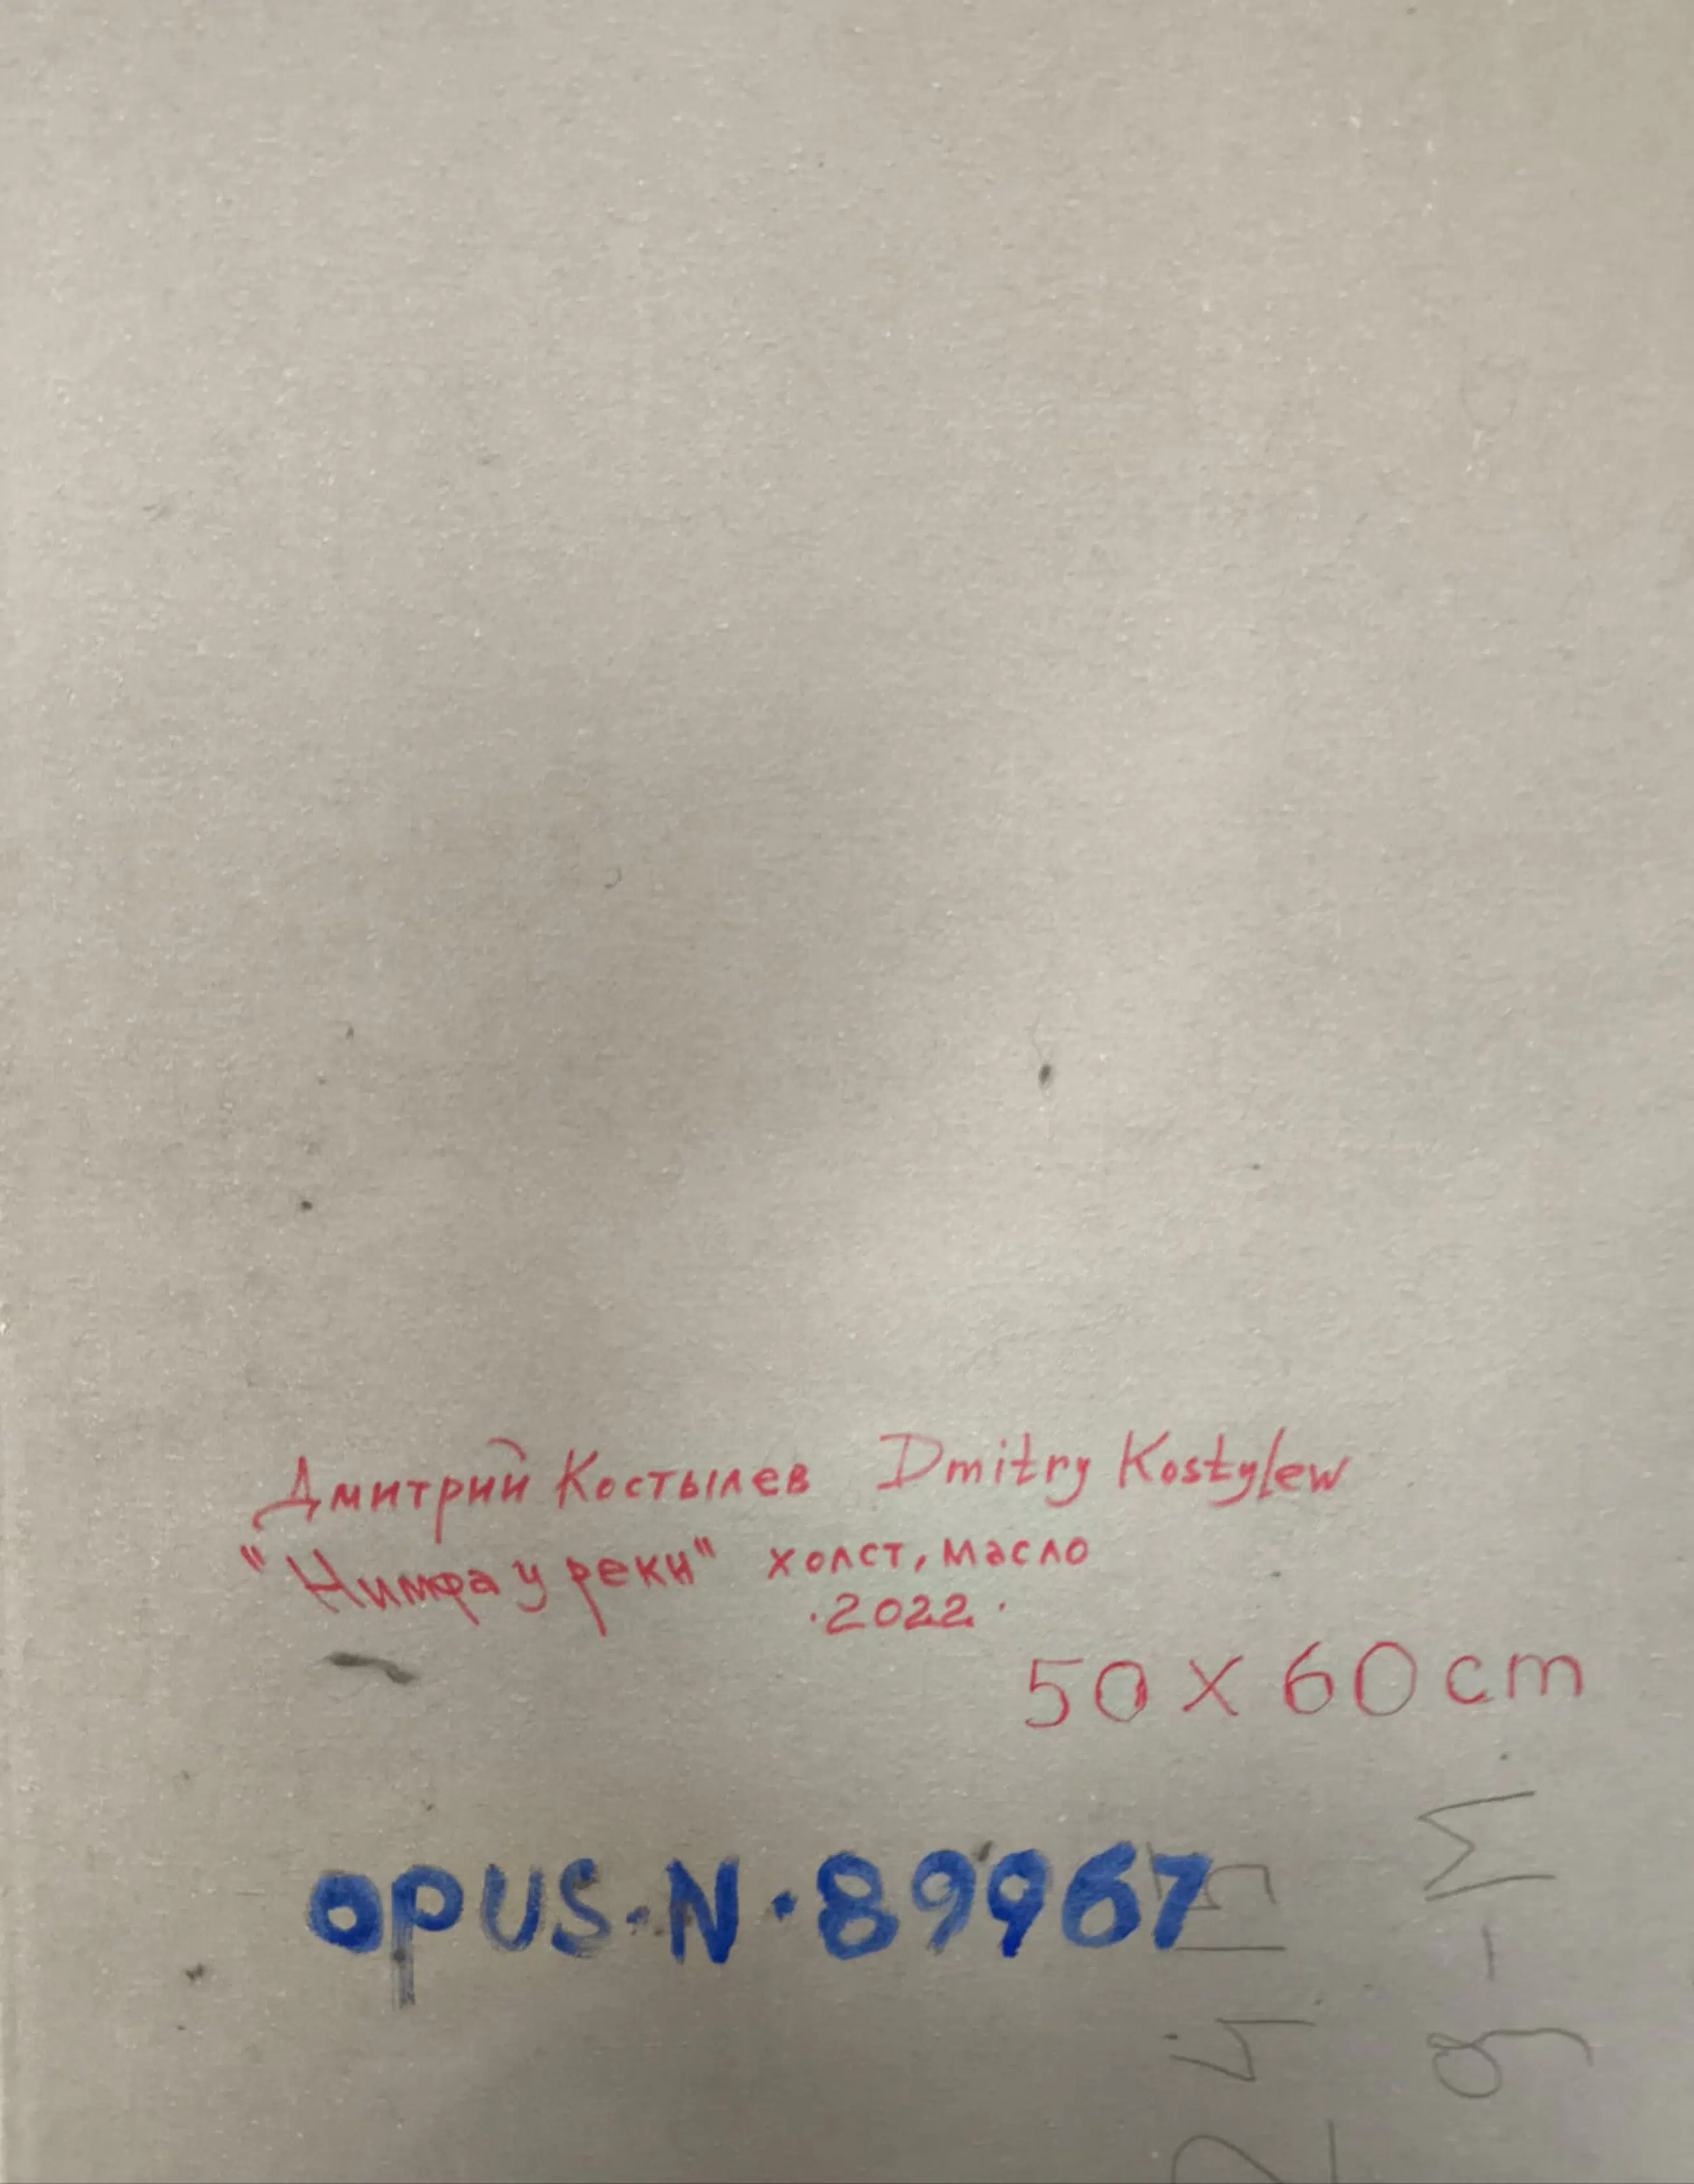 Дмитрий Костылев Dmitry Kostylew
"Нимфа у реки" холст, масло
·2022·
50 x 60 cm
OPUS·N·89967